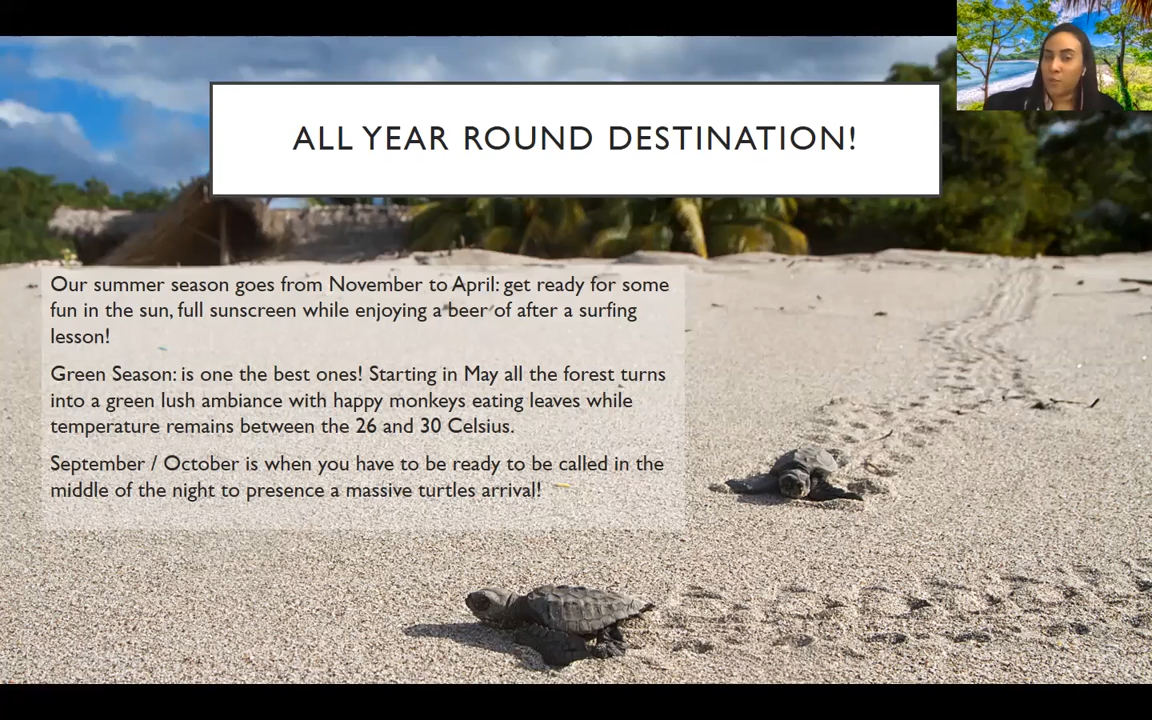 ALL YEAR ROUND DESTINATION!
Our summer season goes from November to April: get ready for some
fun in the sun, full sunscreen while enjoying a beer of after a surfing
lesson!
Green Season: is one the best ones! Starting in May all the forest turns
into a green lush ambiance with happy monkeys eating leaves while
temperature remains between the 26 and 30 Celsius.
September / October is when you have to be ready to be called in the
middle of the night to presence a massive turtles arrival!